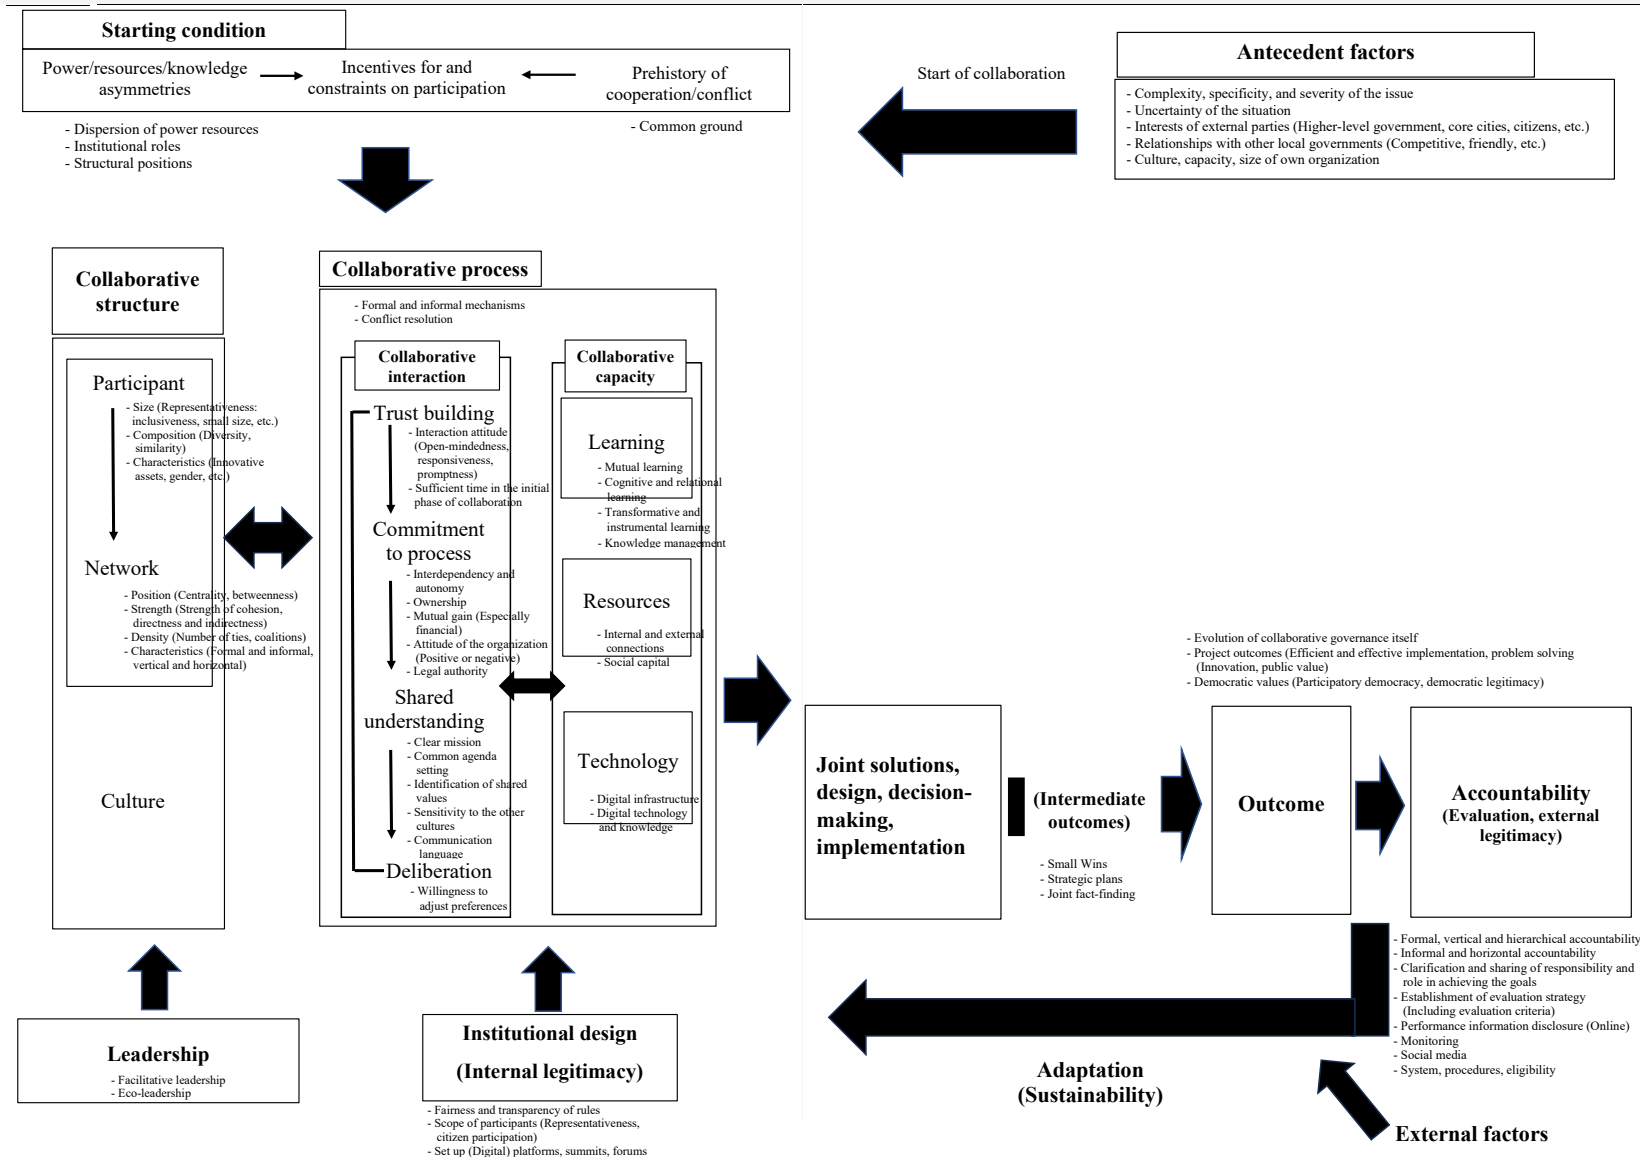 Starting condition
Power/resources/knowledge
asymmetries
Incentives for and
constraints on participation
Prehistory of
cooperation/conflict
- Dispersion of power resources
- Institutional roles
- Structural positions
- Common ground
Start of collaboration
Antecedent factors
- Complexity, specificity, and severity of the issue
- Uncertainty of the situation
- Interests of external parties (Higher-level government, core cities, citizens, etc.)
- Relationships with other local governments (Competitive, friendly, etc.)
- Culture, capacity, size of own organization
Collaborative
structure
Participant
- Size (Representativeness:
inclusiveness, small size, etc.)
- Composition (Diversity,
similarity)
- Characteristics (Innovative
assets, gender, etc.)
Network
- Position (Centrality, betweenness)
- Strength (Strength of cohesion,
directness and indirectness)
- Density (Number of ties, coalitions)
- Characteristics (Formal and informal,
vertical and horizontal)
Culture
Collaborative process
- Formal and informal mechanisms
- Conflict resolution
Collaborative
interaction
Trust building
- Interaction attitude
(Open-mindedness,
responsiveness,
promptness)
- Sufficient time in the initial
phase of collaboration
Commitment
to process
- Interdependency and
autonomy
- Ownership
- Mutual gain (Especially
financial)
- Attitude of the organization
(Positive or negative)
- Legal authority
Shared
understanding
- Clear mission
- Common agenda
setting
- Identification of shared
values
- Sensitivity to the other
cultures
- Communication
language
Deliberation
- Willingness to
adjust preferences
Collaborative
capacity
Learning
- Mutual learning
- Cognitive and relational
learning
- Transformative and
instrumental learning
- Knowledge management
Resources
- Internal and external
connections
- Social capital
Technology
- Digital infrastructure
- Digital technology
and knowledge
Joint solutions,
design, decision-
making,
implementation
(Intermediate
outcomes)
- Small Wins
- Strategic plans
- Joint fact-finding
- Evolution of collaborative governance itself
- Project outcomes (Efficient and effective implementation, problem solving
(Innovation, public value)
- Democratic values (Participatory democracy, democratic legitimacy)
Outcome
Accountability
(Evaluation, external
legitimacy)
- Formal, vertical and hierarchical accountability
- Informal and horizontal accountability
- Clarification and sharing of responsibility and
role in achieving the goals
- Establishment of evaluation strategy
(Including evaluation criteria)
- Performance information disclosure (Online)
- Monitoring
- Social media
- System, procedures, eligibility
Leadership
- Facilitative leadership
- Eco-leadership
Institutional design
(Internal legitimacy)
- Fairness and transparency of rules
- Scope of participants (Representativeness,
citizen participation)
- Set up (Digital) platforms, summits, forums
Adaptation
(Sustainability)
External factors